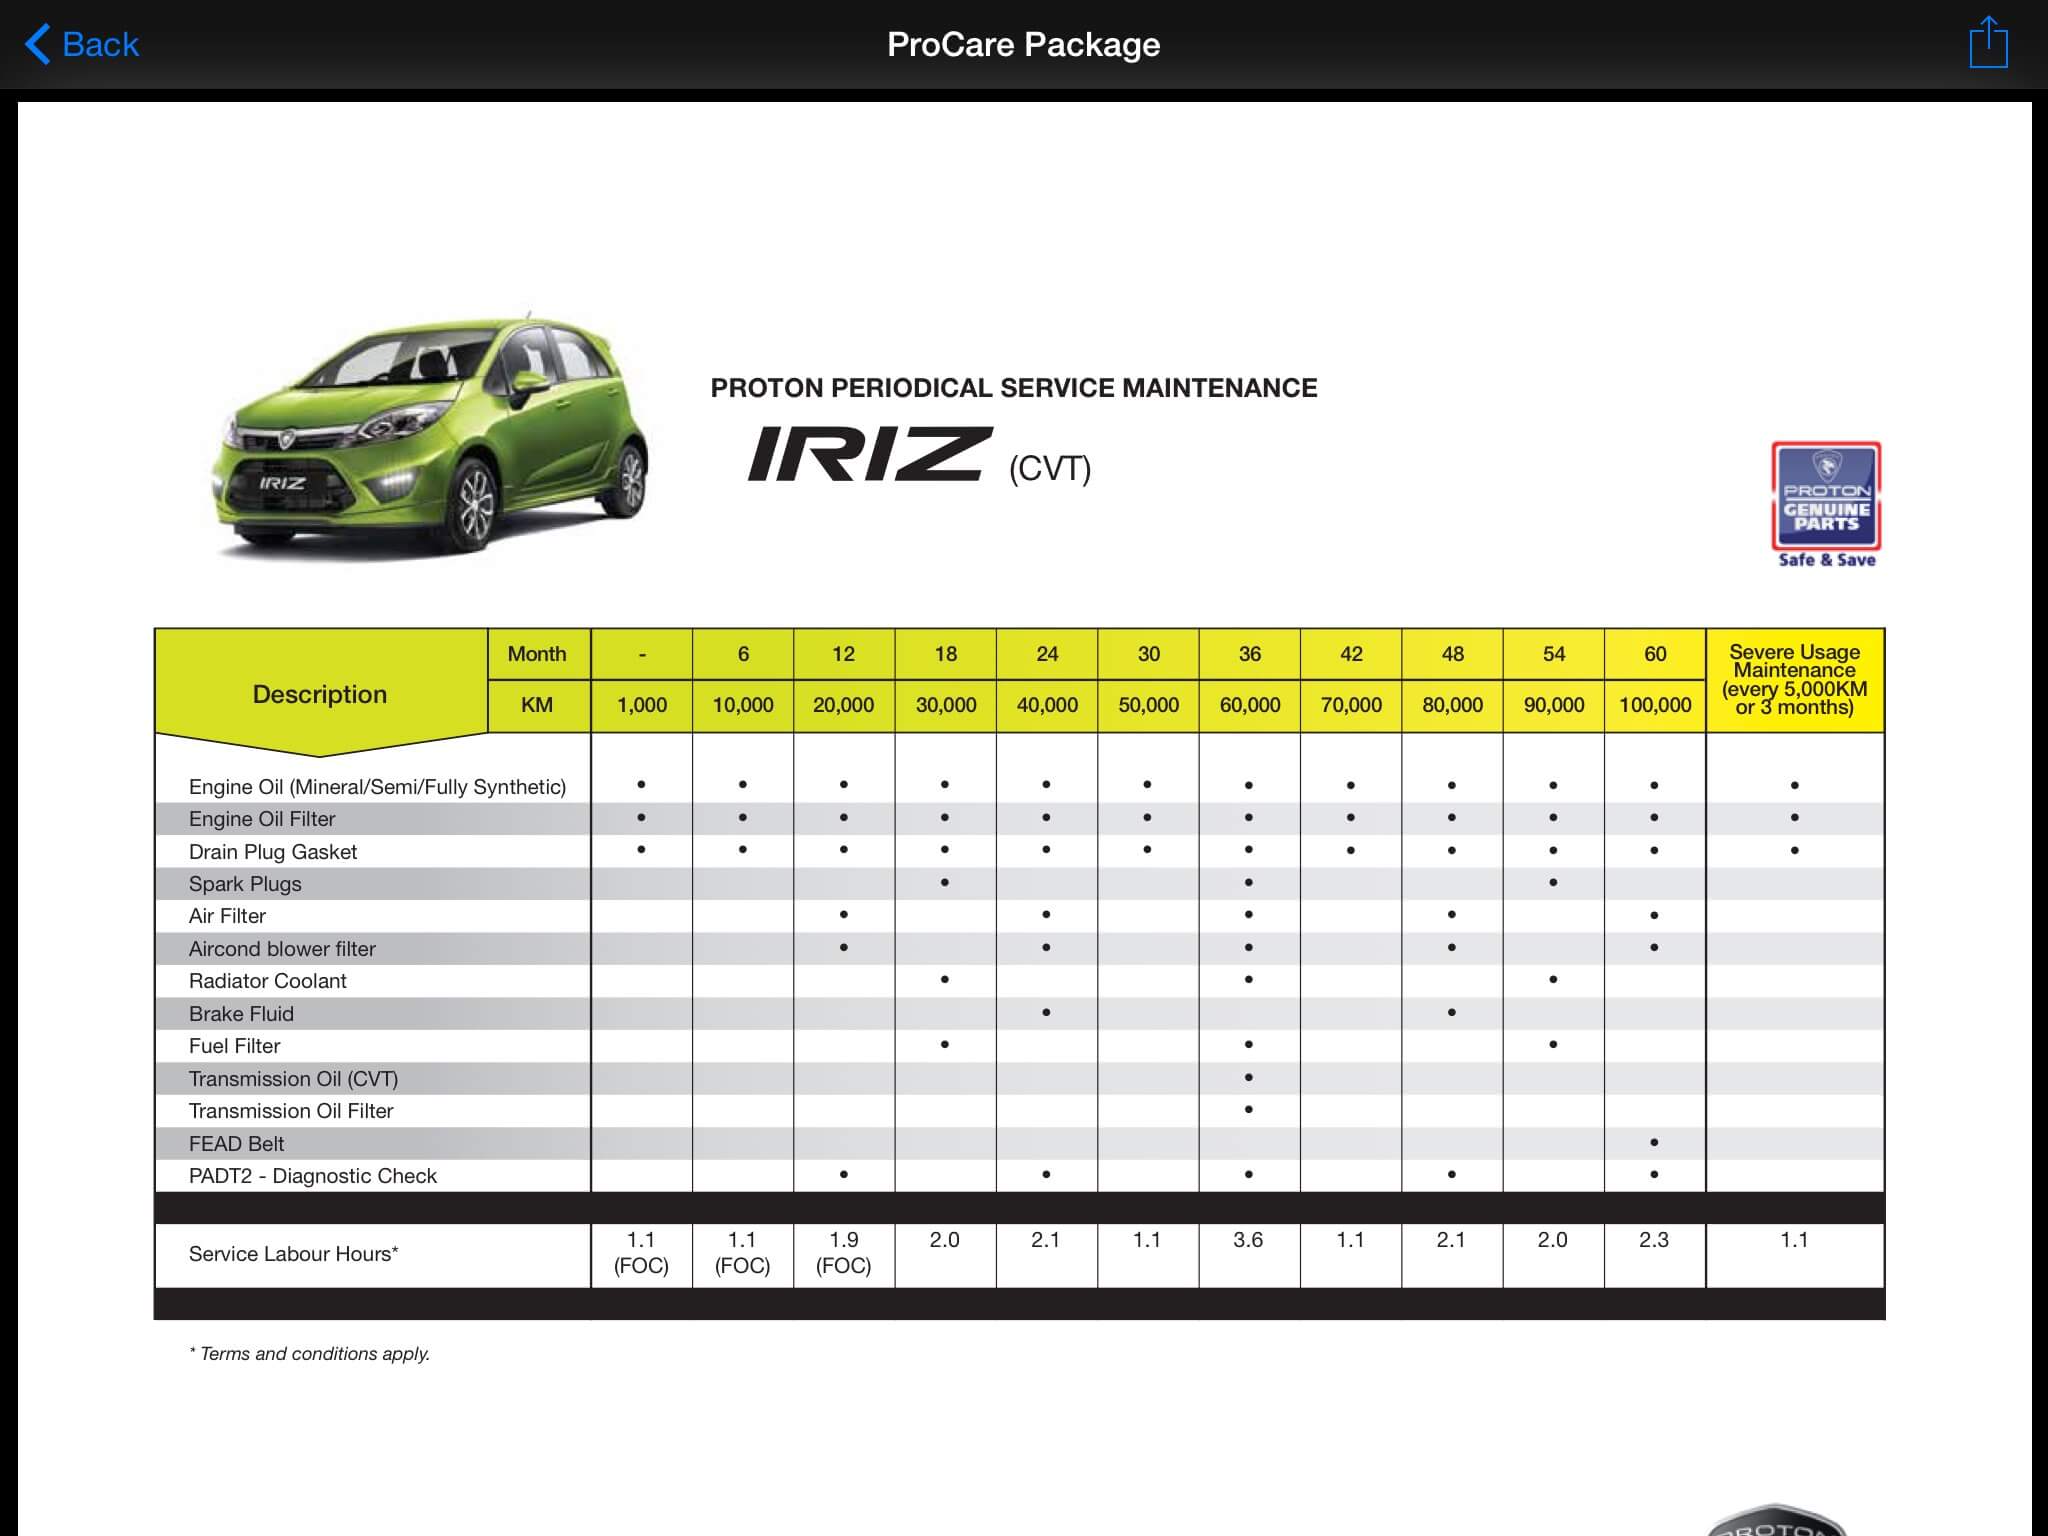 Back
ProCare Package
PROTON PERIODICAL SERVICE MAINTENANCE
IRIZ (CVT)
IRIZ
PROTON
GENUINE
PARTS
Safe & Save
Description
Month - 6 12 18 24 30 36 42 48 54 60
KM 1,000 10,000 20,000 30,000 40,000 50,000 60,000 70,000 80,000 90,000 100,000
Severe Usage
Maintenance
(every 5,000KM
or 3 months)
Engine Oil (Mineral/Semi/Fully Synthetic) • • • • • • • • • • • •
Engine Oil Filter • • • • • • • • • • • •
Drain Plug Gasket • • • • • • • • • • • •
Spark Plugs • • •
Air Filter • • • • •
Aircond blower filter • • • • •
Radiator Coolant • • •
Brake Fluid • •
Fuel Filter • • •
Transmission Oil (CVT) •
Transmission Oil Filter •
FEAD Belt •
PADT2 - Diagnostic Check • • • • •
Service Labour Hours* 1.1 1.1 1.9 2.0 2.1 1.1 3.6 1.1 2.1 2.0 2.3 1.1
(FOC) (FOC) (FOC)
* Terms and conditions apply.
PROTON